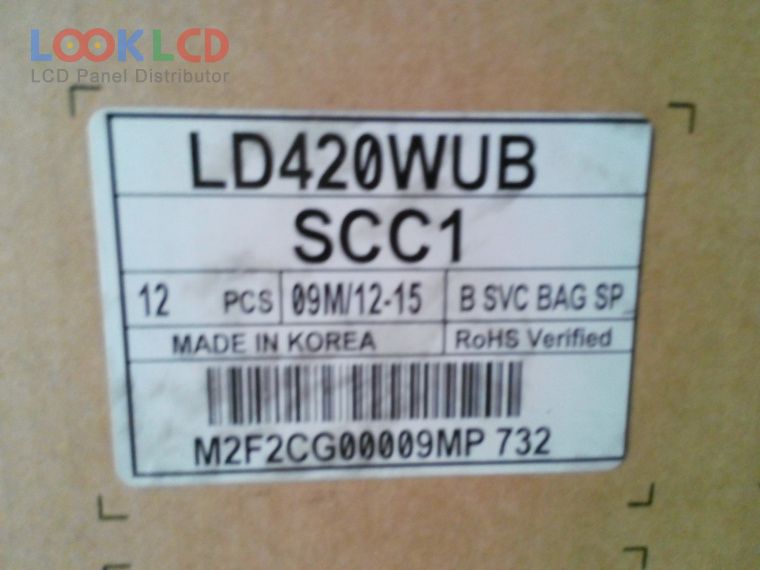 LOOK LCD
LCD Panel Distributor
LD420WUB
SCC1
12 PCS 09M/12-15 B SVC BAG SP
MADE IN KOREA RoHS Verified
M2F2CG00009MP 732